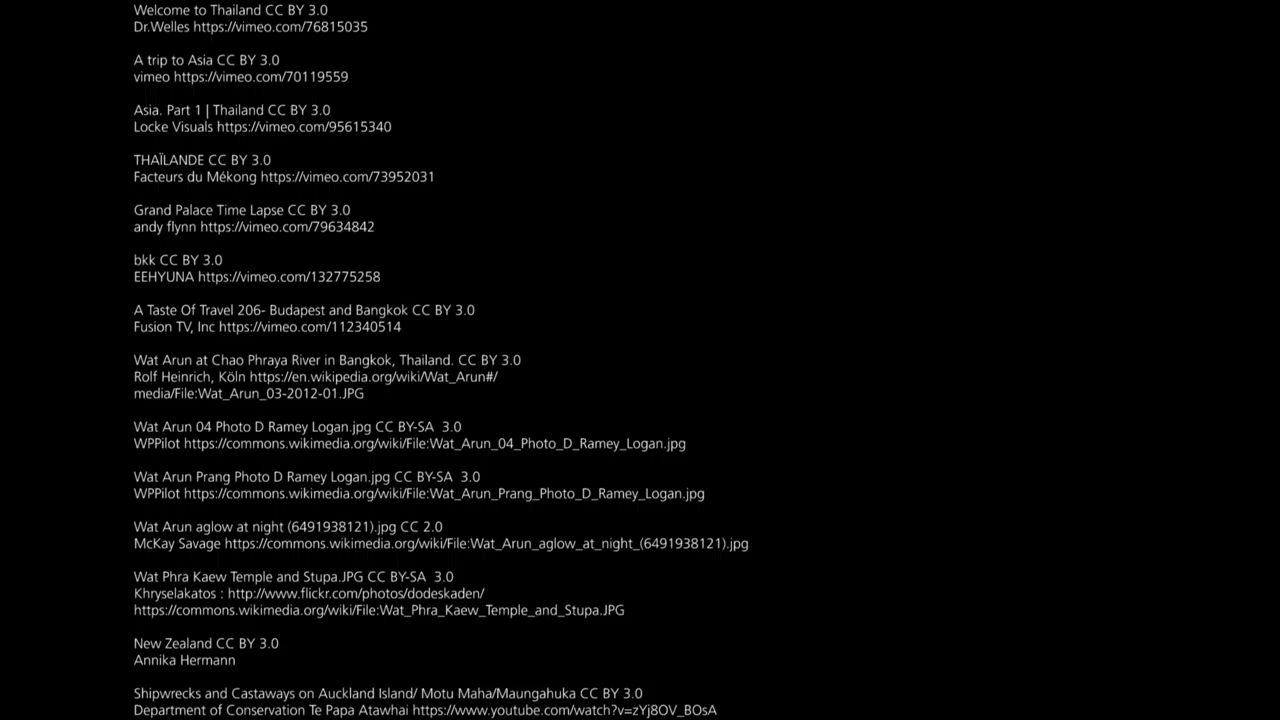 Welcome to Thailand CC BY 3.0
Dr.Welles https://vimeo.com/76815035
A trip to Asia CC BY 3.0
vimeo https://vimeo.com/70119559
Asia. Part 1 | Thailand CC BY 3.0
Locke Visuals https://vimeo.com/95615340
THAÏLANDE CC BY 3.0
Facteurs du Mékong https://vimeo.com/73952031
Grand Palace Time Lapse CC BY 3.0
andy flynn https://vimeo.com/79634842
bkk CC BY 3.0
EEHYUNA https://vimeo.com/132775258
A Taste Of Travel 206- Budapest and Bangkok CC BY 3.0
Fusion TV, Inc https://vimeo.com/112340514
Wat Arun at Chao Phraya River in Bangkok, Thailand. CC BY 3.0
Rolf Heinrich, Köln https://en.wikipedia.org/wiki/Wat_Arun#/
media/File:Wat_Arun_03-2012-01.JPG
Wat Arun 04 Photo D Ramey Logan.jpg CC BY-SA  3.0
WPPilot https://commons.wikimedia.org/wiki/File:Wat_Arun_04_Photo_D_Ramey_Logan.jpg
Wat Arun Prang Photo D Ramey Logan.jpg CC BY-SA  3.0
WPPilot https://commons.wikimedia.org/wiki/File:Wat_Arun_Prang_Photo_D_Ramey_Logan.jpg
Wat Arun aglow at night (6491938121).jpg CC 2.0
McKay Savage https://commons.wikimedia.org/wiki/File:Wat_Arun_aglow_at_night_(6491938121).jpg
Wat Phra Kaew Temple and Stupa.JPG CC BY-SA  3.0
Khryselakatos : http://www.flickr.com/photos/dodeskaden/
https://commons.wikimedia.org/wiki/File:Wat_Phra_Kaew_Temple_and_Stupa.JPG
New Zealand CC BY 3.0
Annika Hermann
Shipwrecks and Castaways on Auckland Island/ Motu Maha/Maungahuka CC BY 3.0
Department of Conservation Te Papa Atawhai https://www.youtube.com/watch?v=zYj8OV_BOsA